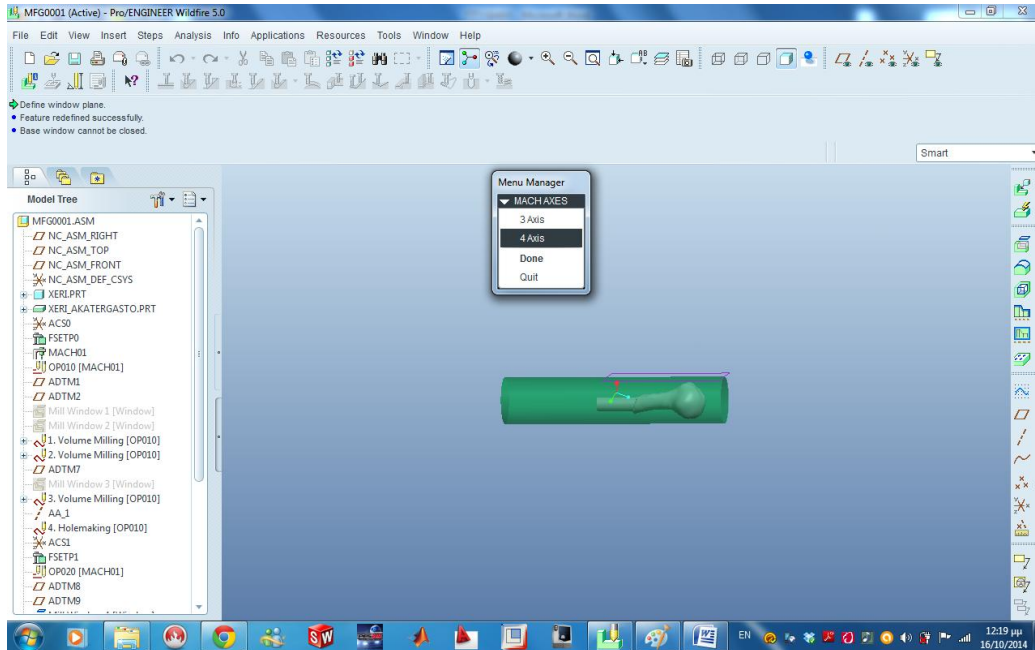 MFG0001 (Active) - Pro/ENGINEER Wildfire 5.0
File Edit View Insert Steps Analysis Info Applications Resources Tools Window Help
Define window plane.
Feature redefined successfully.
Base window cannot be closed.
Smart
Model Tree
MFG0001.ASM
NC_ASM_RIGHT
NC_ASM_TOP
NC_ASM_FRONT
NC_ASM_DEF_CSYS
XERI.PRT
XERI_AKATERGASTO.PRT
ACS0
FSETP0
MACH01
OP010 [MACH01]
ADTM1
ADTM2
Mill Window 1 [Window]
Mill Window 2 [Window]
1. Volume Milling [OP010]
2. Volume Milling [OP010]
ADTM7
Mill Window 3 [Window]
3. Volume Milling [OP010]
AA_1
4. Holemaking [OP010]
ACS1
FSETP1
OP020 [MACH01]
ADTM8
ADTM9
Menu Manager
MACH AXES
3 Axis
4 Axis
Done
Quit
EN
12:19 μμ
16/10/2014